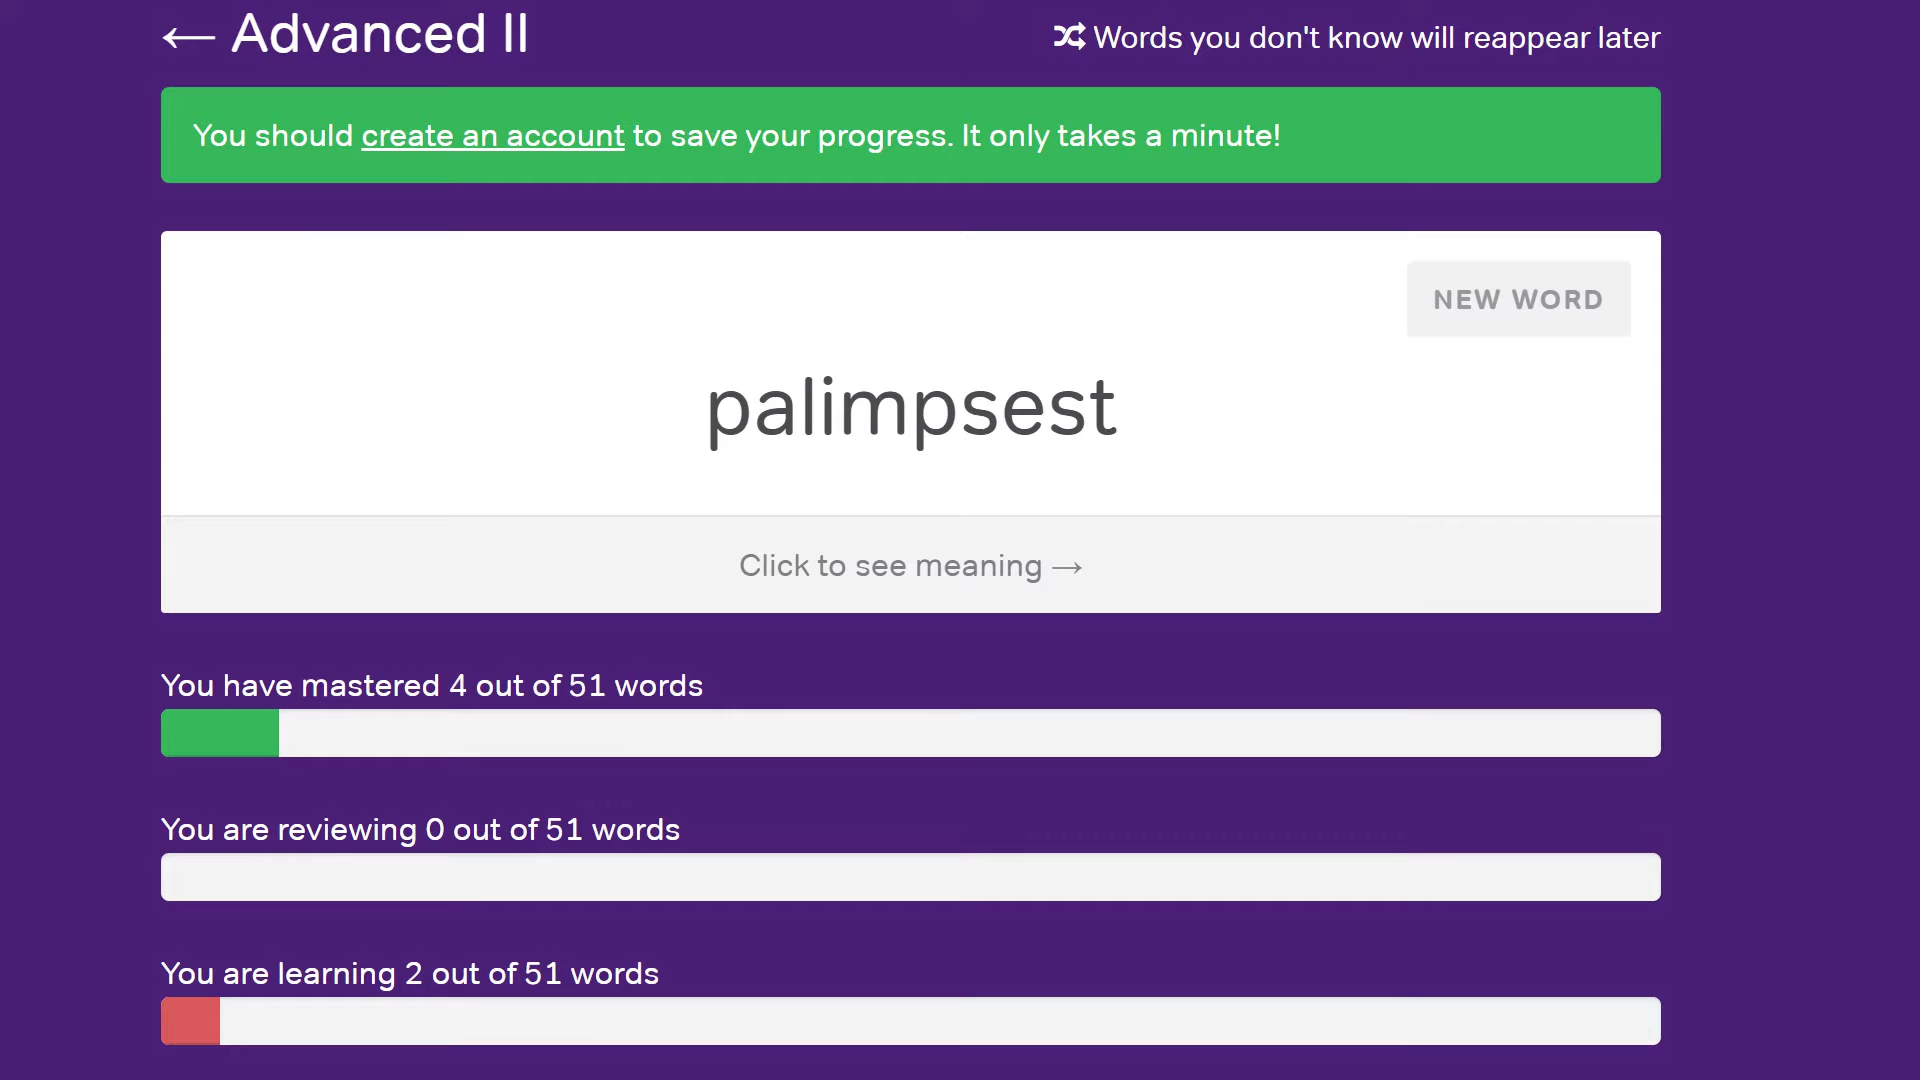 ← Advanced II
Words you don't know will reappear later
You should create an account to save your progress. It only takes a minute!
NEW WORD
palimpsest
Click to see meaning →
You have mastered 4 out of 51 words
You are reviewing 0 out of 51 words
You are learning 2 out of 51 words